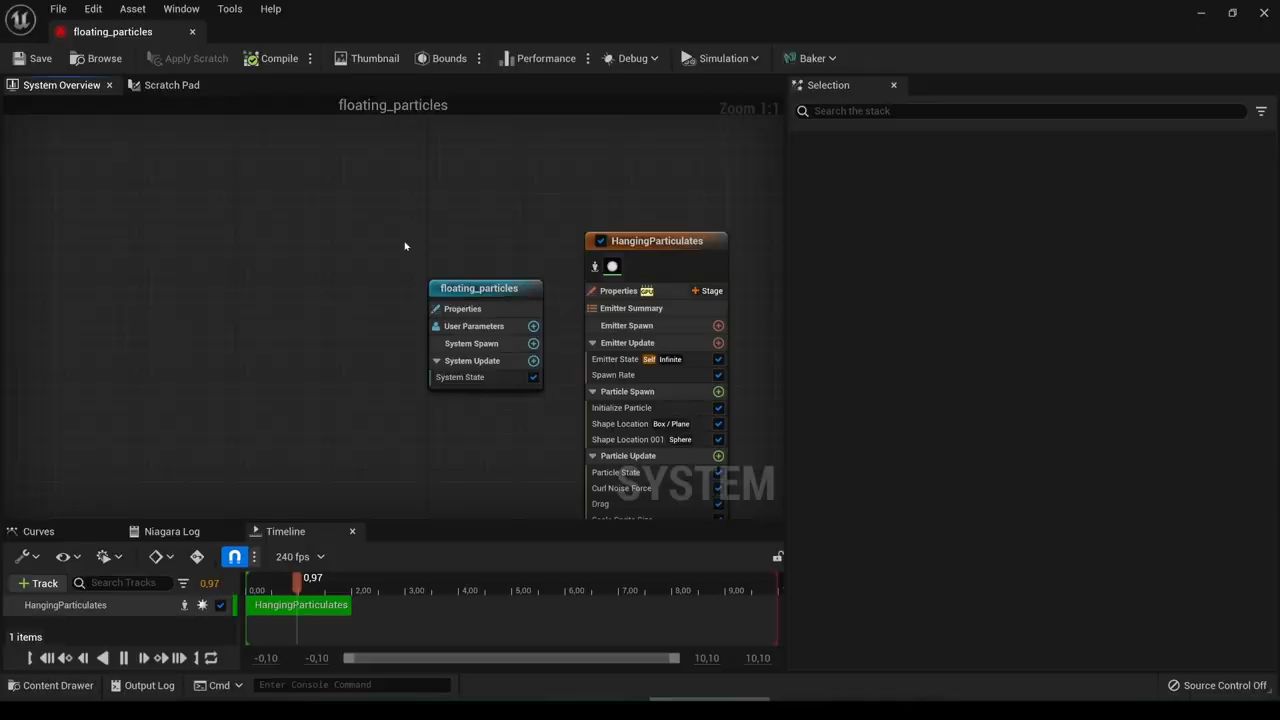 File Edit Asset Window Tools Help
floating_particles
Save Browse Apply Scratch Compile Thumbnail Bounds Performance Debug Simulation Baker
System Overview Scratch Pad Selection
floating_particles
Zoom 1:1
Search the stack
HangingParticulates
floating_particles
Properties
User Parameters
System Spawn
System Update
System State
Properties GPU Stage
Emitter Summary
Emitter Spawn
Emitter Update
Emitter State Self Infinite
Spawn Rate
Particle Spawn
Initialize Particle
Shape Location Box / Plane
Shape Location 001 Sphere
Particle Update
Particle State
Curl Noise Force
Drag
Scale Sprite Size
SYSTEM
Curves Niagara Log Timeline
240 fps
Track Search Tracks 0,97
0,97
0,00 2,00 3,00 4,00 5,00 6,00 7,00 8,00 9,00
HangingParticulates
HangingParticulates
1 items
-0,10 -0,10 10,10 10,10
Content Drawer Output Log Cmd Enter Console Command Source Control Off